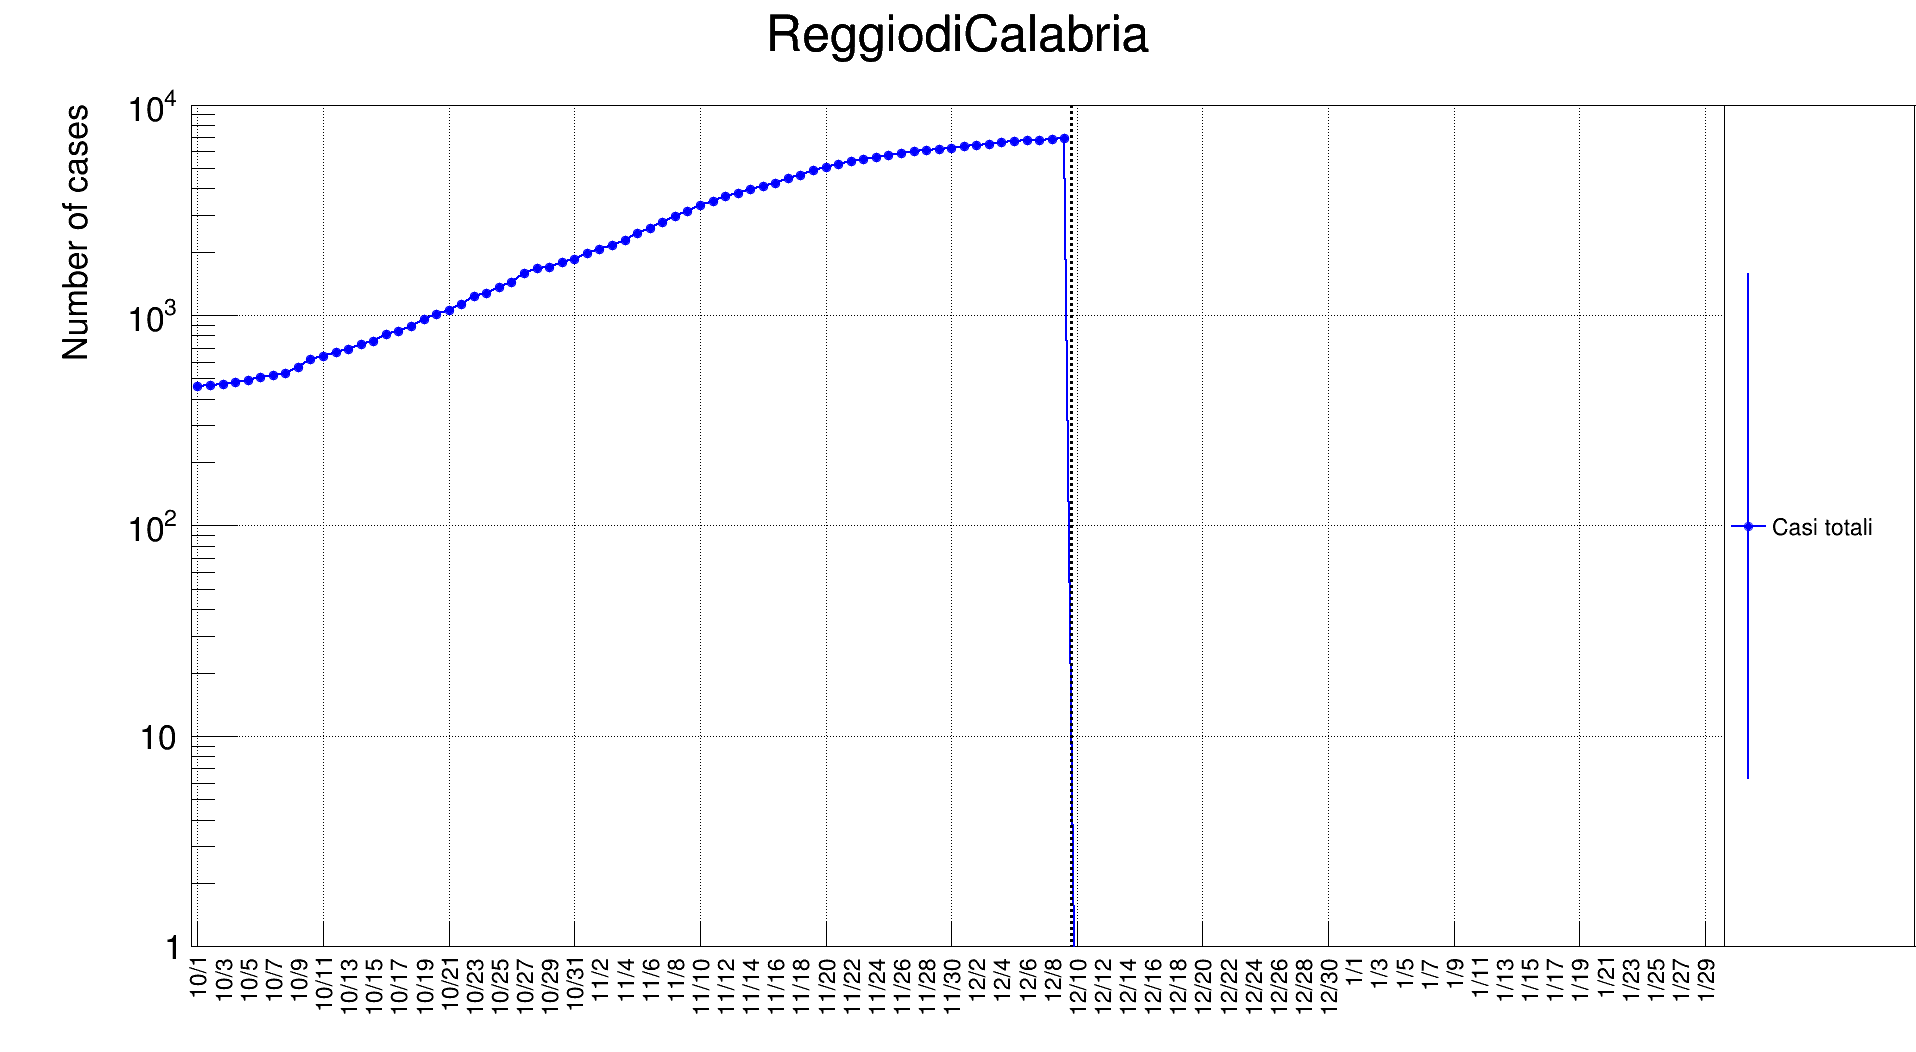 ReggiodiCalabria
Number of cases
10⁴
10³
10²
10
1
10/1 10/3 10/5 10/7 10/9 10/11 10/13 10/15 10/17 10/19 10/21 10/23 10/25 10/27 10/29 10/31 11/2 11/4 11/6 11/8 11/10 11/12 11/14 11/16 11/18 11/20 11/22 11/24 11/26 11/28 11/30 12/2 12/4 12/6 12/8 12/10 12/12 12/14 12/16 12/18 12/20 12/22 12/24 12/26 12/28 12/30 1/1 1/3 1/5 1/7 1/9 1/11 1/13 1/15 1/17 1/19 1/21 1/23 1/25 1/27 1/29
Casi totali